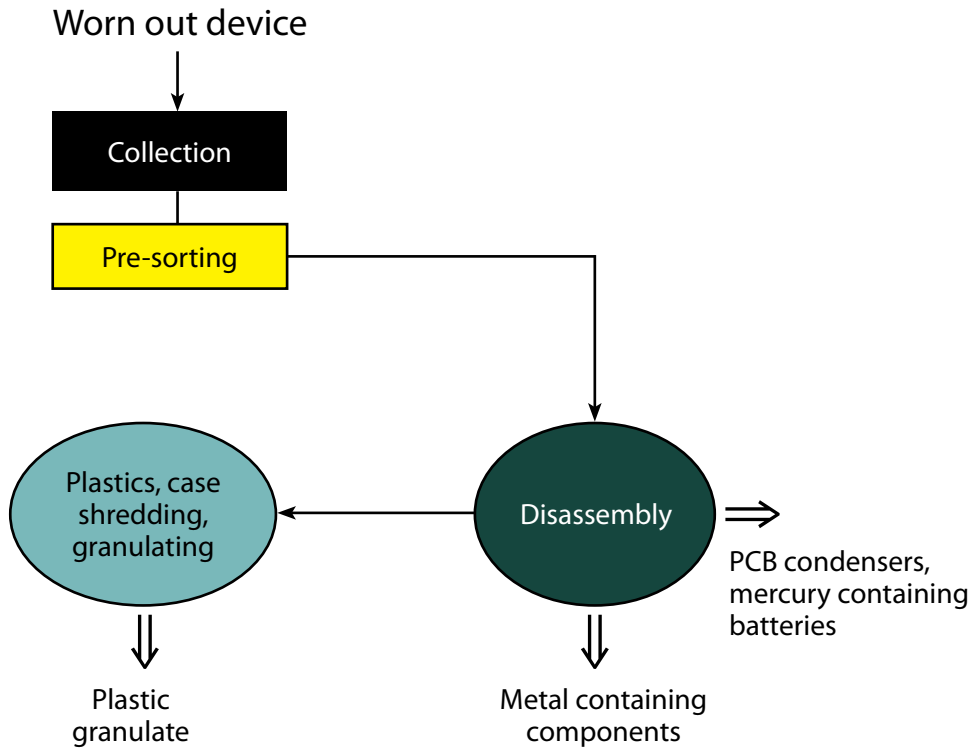 Worn out device
Collection
Pre-sorting
Plastics, case
shredding,
granulating
Disassembly
PCB condensers,
mercury containing
batteries
Plastic
granulate
Metal containing
components